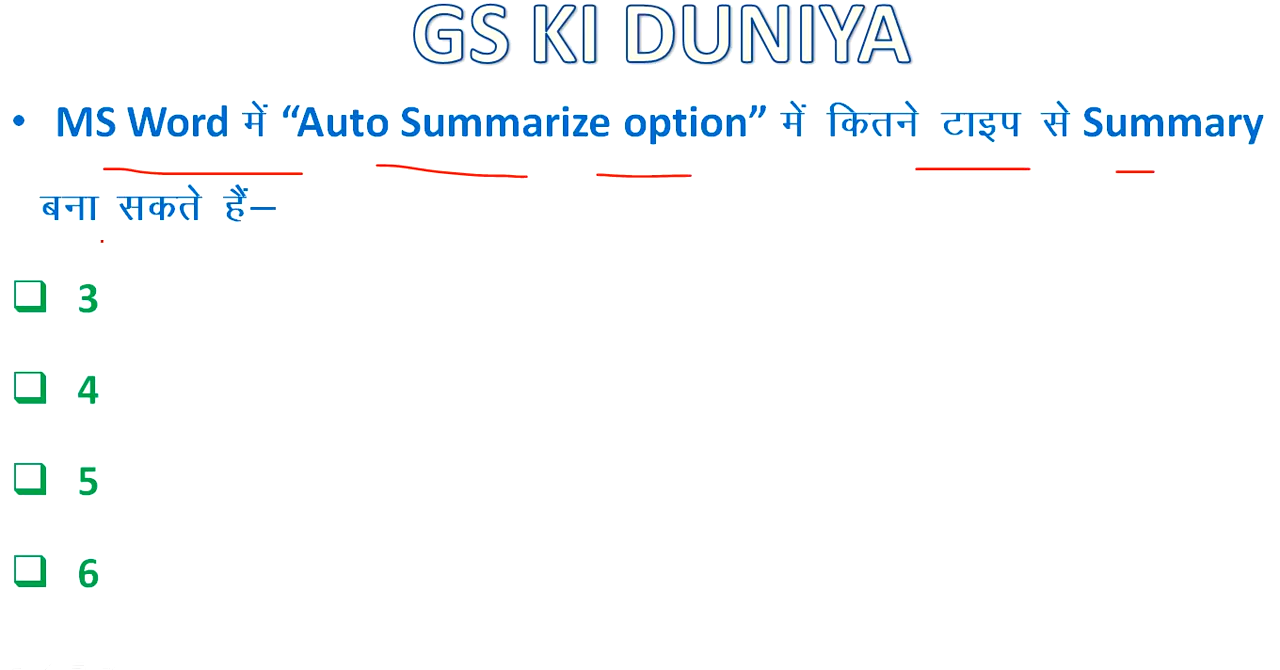 GS KI DUNIYA
• MS Word में “Auto Summarize option” में कितने टाइप से Summary
बना सकते हैं–
❑ 3
❑ 4
❑ 5
❑ 6